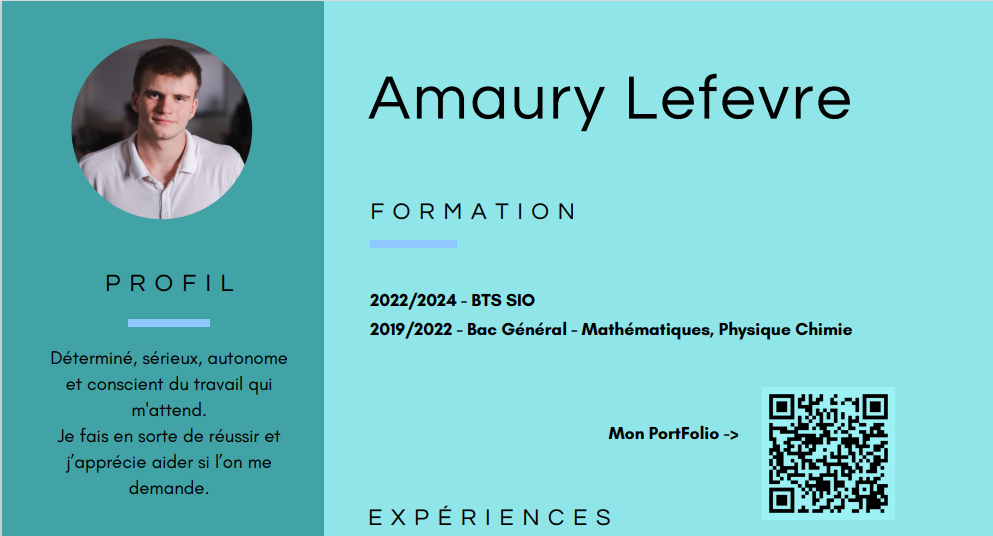 Amaury Lefevre
PROFIL
Déterminé, sérieux, autonome
et conscient du travail qui
m'attend.
Je fais en sorte de réussir et
j’apprécie aider si l’on me
demande.
FORMATION
2022/2024 - BTS SIO
2019/2022 - Bac Général - Mathématiques, Physique Chimie
Mon PortFolio ->
EXPÉRIENCES